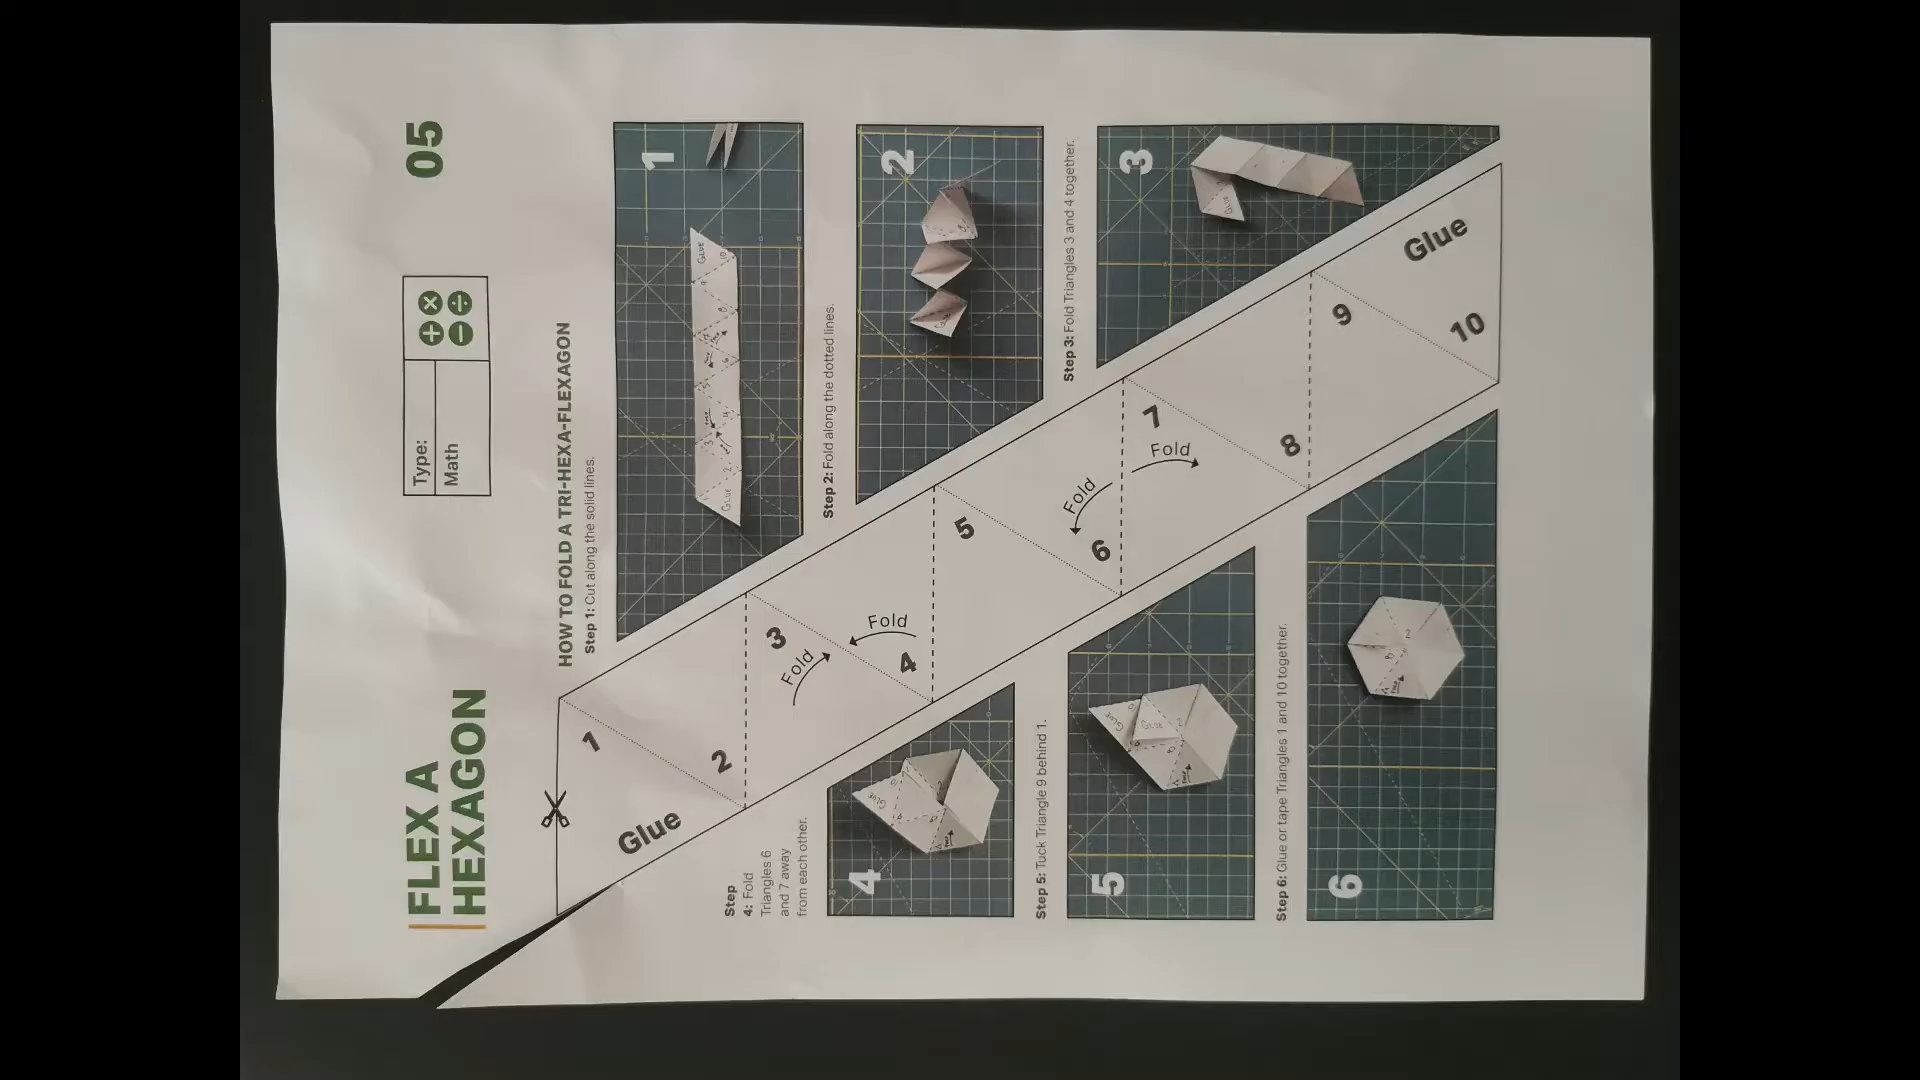 FLEX A
HEXAGON
Type:
Math
05
HOW TO FOLD A TRI-HEXA-FLEXAGON
Step 1: Cut along the solid lines.
1
Step 2: Fold along the dotted lines.
2
Step 3: Fold Triangles 3 and 4 together.
3
Step
4: Fold
Triangles 6
and 7 away
from each other.
4
Step 5: Tuck Triangle 9 behind 1.
5
Step 6: Glue or tape Triangles 1 and 10 together.
6
Glue
1
2
3
Fold
4
Fold
5
6
Fold
7
Fold
8
9
10
Glue